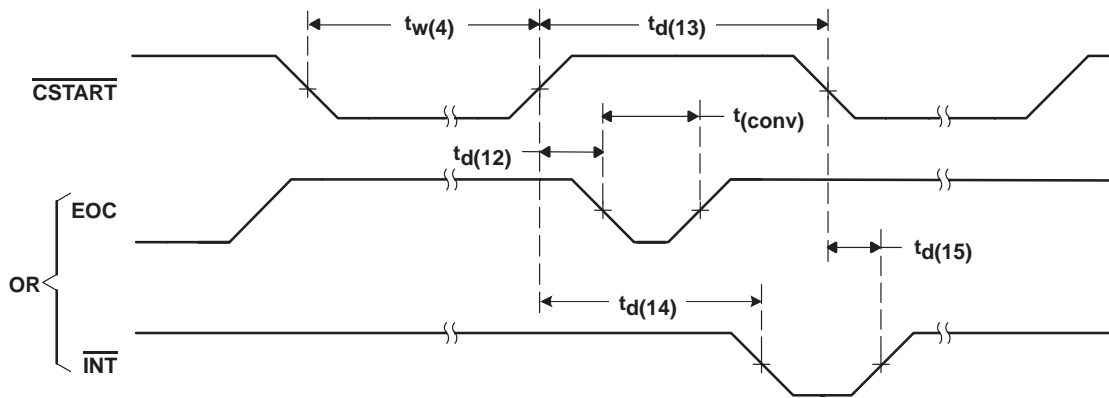 tw(4)
td(13)
CSTART
t(conv)
td(12)
EOC
td(15)
OR
td(14)
INT